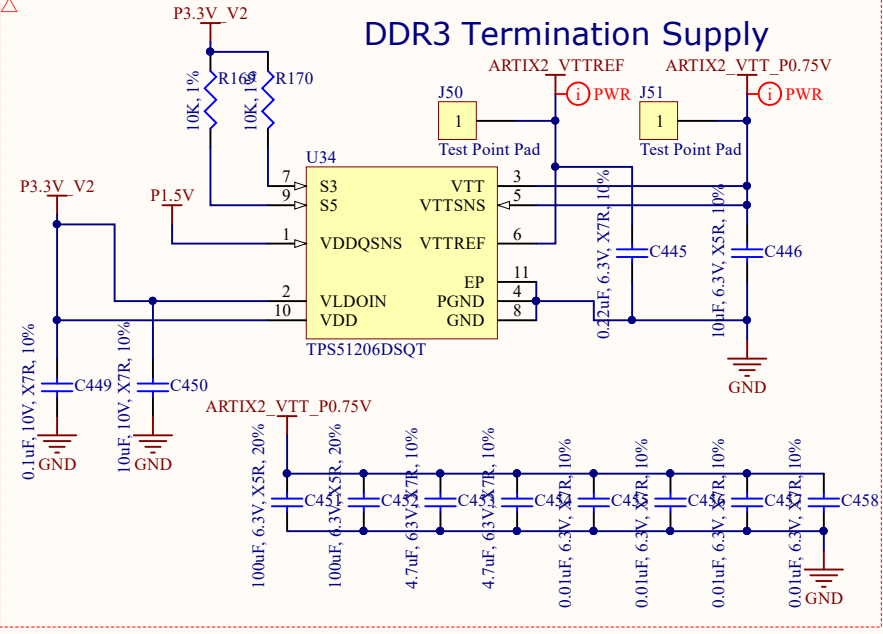 DDR3 Termination Supply
P3.3V_V2
R169
R170
10K, 1%
10K, 1%
ARTIX2_VTTREF
ARTIX2_VTT_P0.75V
i PWR
i PWR
J50
1
Test Point Pad
J51
1
Test Point Pad
U34
P3.3V_V2
P1.5V
7 S3
9 S5
1 VDDQSNS
2 VLDOIN
10 VDD
VTT 3
VTTSNS 5
VTTREF 6
EP 11
PGND 4
GND 8
TPS51206DSQT
0.22uF, 6.3V, X7R, 10%
C445
10uF, 6.3V, X5R, 10%
C446
GND
0.1uF, 10V, X7R, 10%
C449
10uF, 10V, X7R, 10%
C450
GND
GND
ARTIX2_VTT_P0.75V
100uF, 6.3V, X5R, 20%
C451
100uF, 6.3V, X5R, 20%
C452
4.7uF, 6.3V, X7R, 10%
C453
4.7uF, 6.3V, X7R, 10%
C454
0.01uF, 6.3V, X7R, 10%
C455
0.01uF, 6.3V, X7R, 10%
C456
0.01uF, 6.3V, X7R, 10%
C457
0.01uF, 6.3V, X7R, 10%
C458
GND